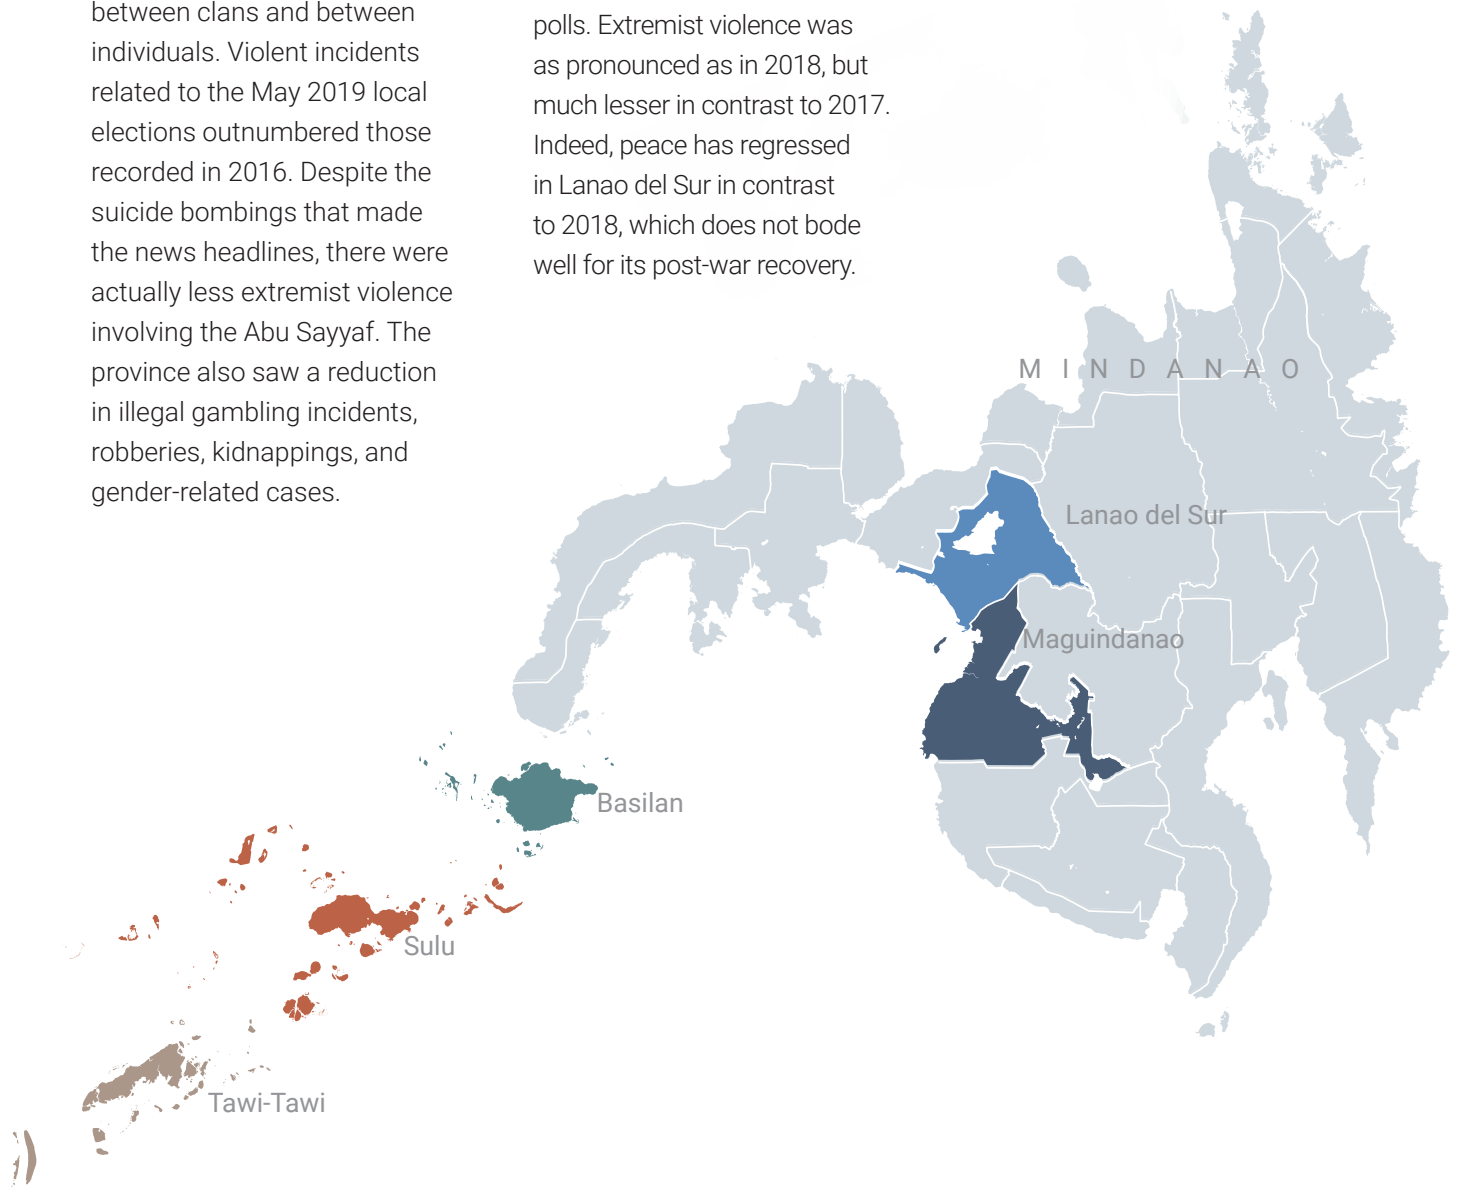 between clans and between
individuals. Violent incidents
related to the May 2019 local
elections outnumbered those
recorded in 2016. Despite the
suicide bombings that made
the news headlines, there were
actually less extremist violence
involving the Abu Sayyaf. The
province also saw a reduction
in illegal gambling incidents,
robberies, kidnappings, and
gender-related cases.
polls. Extremist violence was
as pronounced as in 2018, but
much lesser in contrast to 2017.
Indeed, peace has regressed
in Lanao del Sur in contrast
to 2018, which does not bode
well for its post-war recovery.
MINDANAO
Lanao del Sur
Maguindanao
Basilan
Sulu
Tawi-Tawi